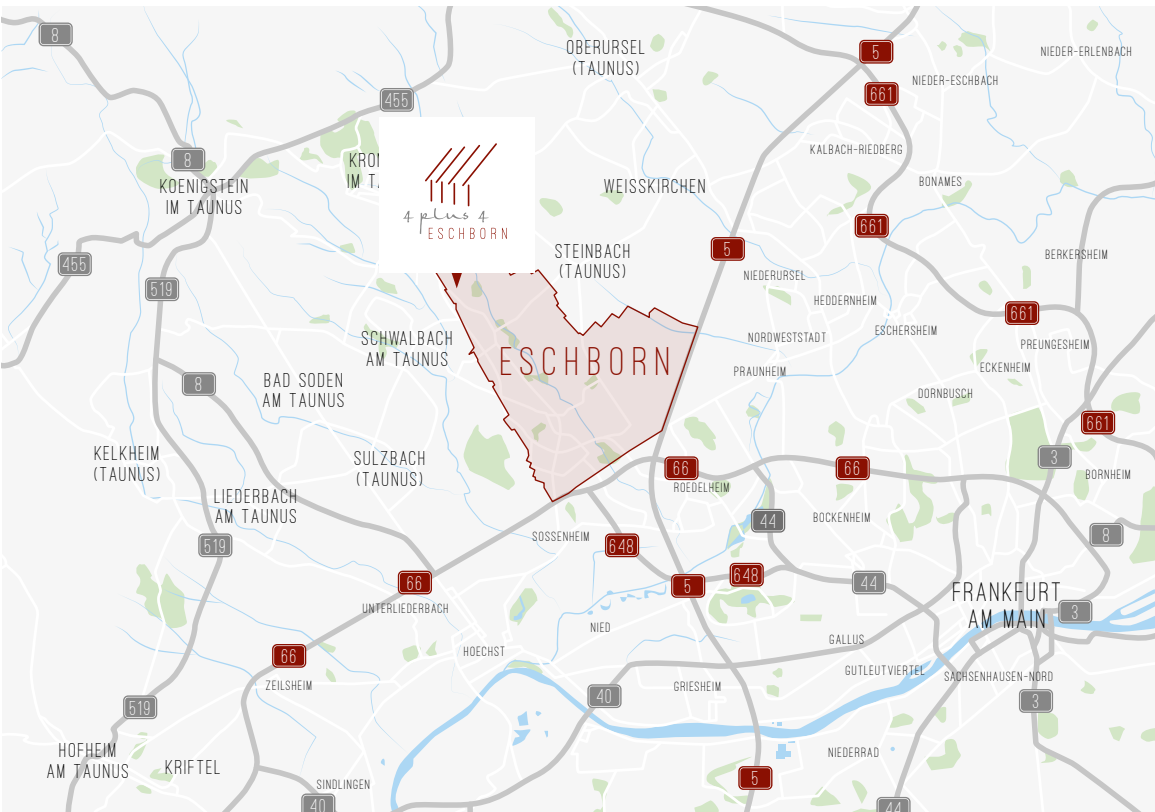 8
OBERURSEL
(TAUNUS)
5
NIEDER-ERLENBACH
NIEDER-ESCHBACH
661
455
KALBACH-RIEDBERG
8
KOENIGSTEIN
IM TAUNUS
WEISSKIRCHEN
BONAMES
4 plus 4
ESCHBORN
661
5
STEINBACH
(TAUNUS)
BERKERSHEIM
455
519
NIEDERURSEL
HEDDERNHEIM
661
ESCHERSHEIM
NORDWESTSTADT
PREUNGESHEIM
SCHWALBACH
AM TAUNUS
ESCHBORN
ECKENHEIM
PRAUNHEIM
8
BAD SODEN
AM TAUNUS
DORNBUSCH
661
KELKHEIM
(TAUNUS)
SULZBACH
(TAUNUS)
66
66
3
BORNHEIM
ROEDELHEIM
LIEDERBACH
AM TAUNUS
44
BOCKENHEIM
SOSSENHEIM
8
519
648
648
66
5
44
FRANKFURT
AM MAIN
3
UNTERLIEDERBACH
NIED
GALLUS
HOECHST
66
GUTLEUTVIERTEL
SACHSENHAUSEN-NORD
ZEILSHEIM
GRIESHEIM
40
3
519
HOFHEIM
AM TAUNUS
KRIFTEL
NIEDERRAD
5
SINDLINGEN
40
44